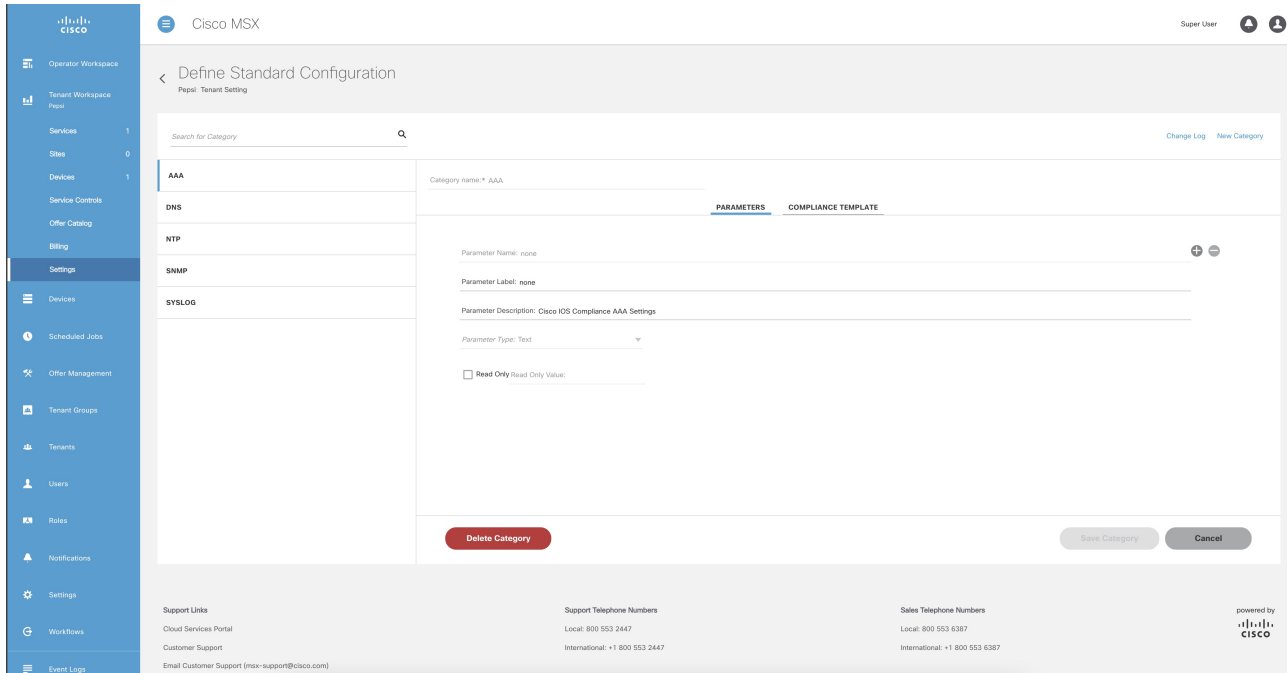 CISCO
Cisco MSX
Super User
Operator Workspace
Tenant Workspace
Pepsi
Services 1
Sites 0
Devices 1
Service Controls
Offer Catalog
Billing
Settings
Devices
Scheduled Jobs
Offer Management
Tenant Groups
Tenants
Users
Roles
Notifications
Settings
Workflows
Event Logs
Define Standard Configuration
Pepsi: Tenant Setting
Search for Category
Change Log New Category
AAA
DNS
NTP
SNMP
SYSLOG
Category name:* AAA
PARAMETERS COMPLIANCE TEMPLATE
Parameter Name: none
Parameter Label: none
Parameter Description: Cisco IOS Compliance AAA Settings
Parameter Type: Text
Read Only Read Only Value:
Delete Category
Save Category
Cancel
Support Links
Cloud Services Portal
Customer Support
Email Customer Support (msx-support@cisco.com)
Support Telephone Numbers
Local: 800 553 2447
International: +1 800 553 2447
Sales Telephone Numbers
Local: 800 553 6387
International: +1 800 553 6387
powered by
CISCO